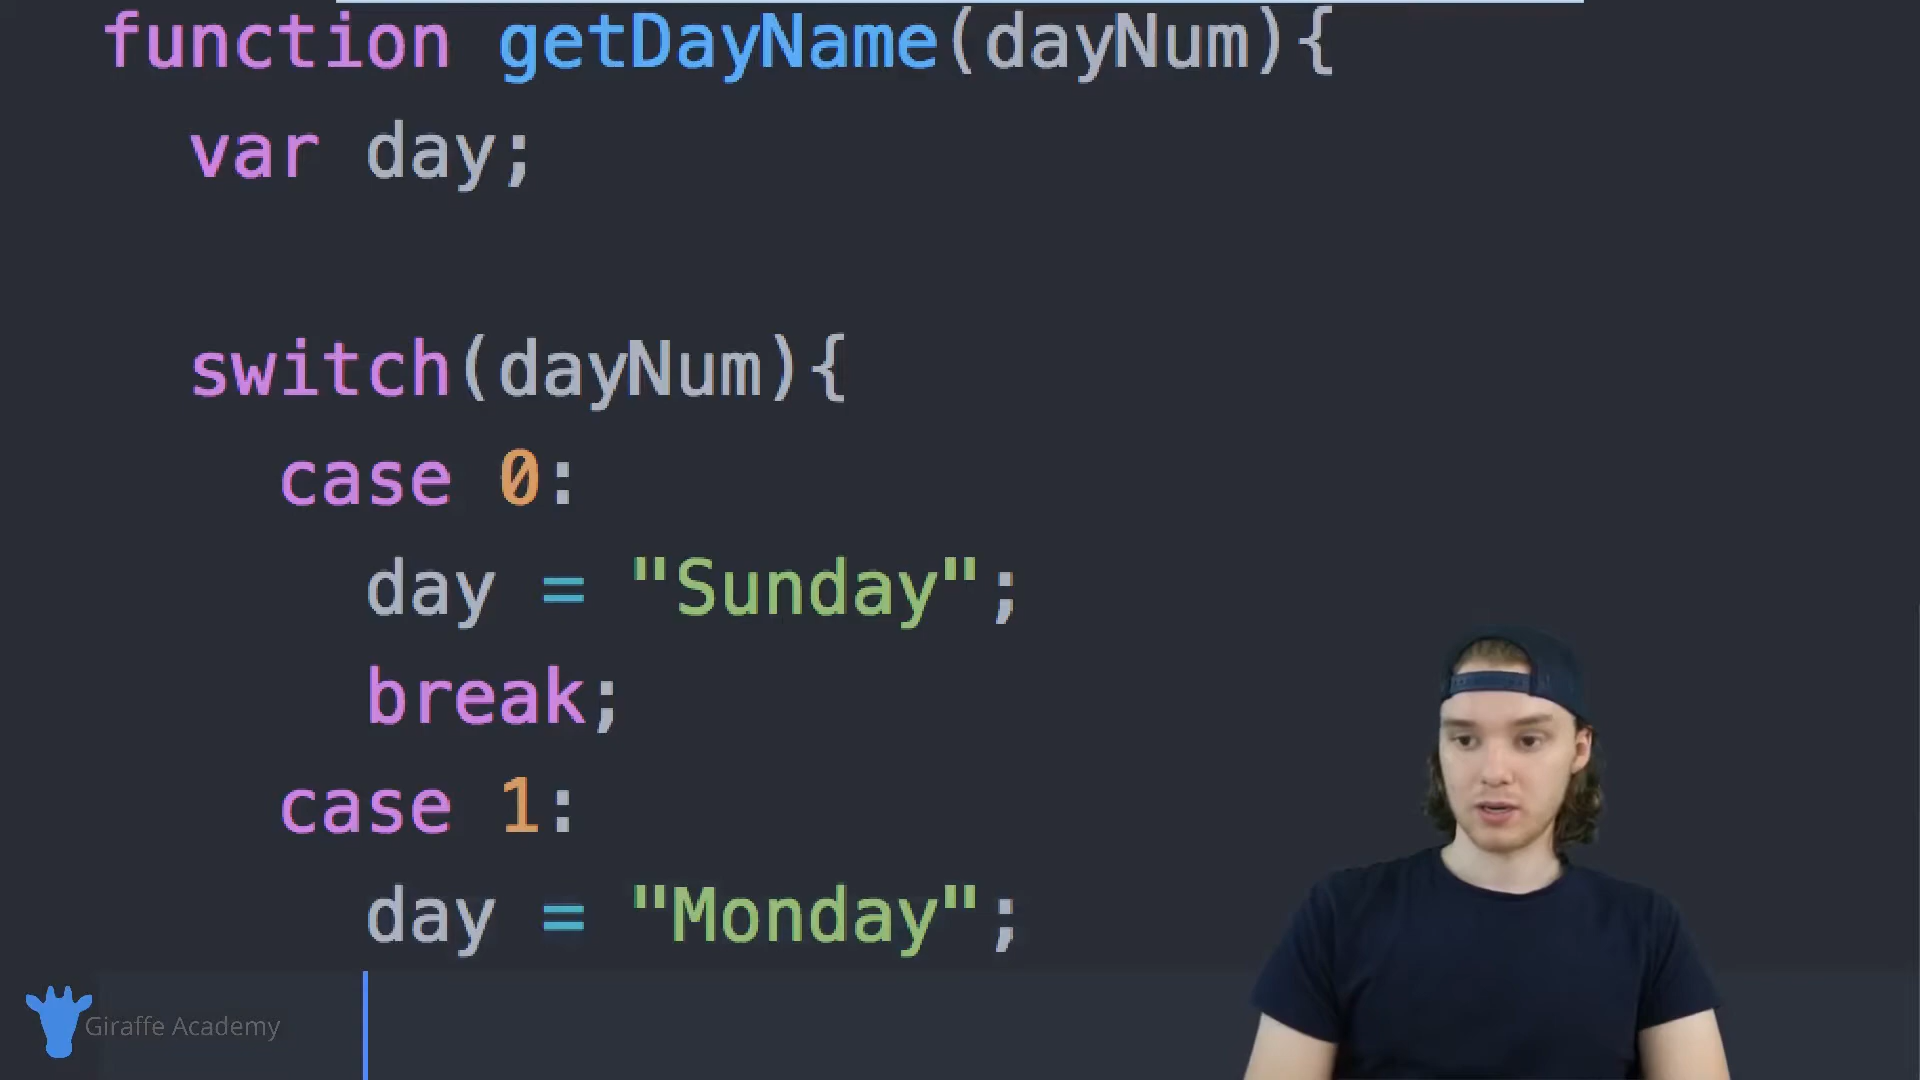 function getDayName(dayNum){
var day;
switch(dayNum){
case 0:
day = "Sunday";
break;
case 1:
day = "Monday";
Giraffe Academy